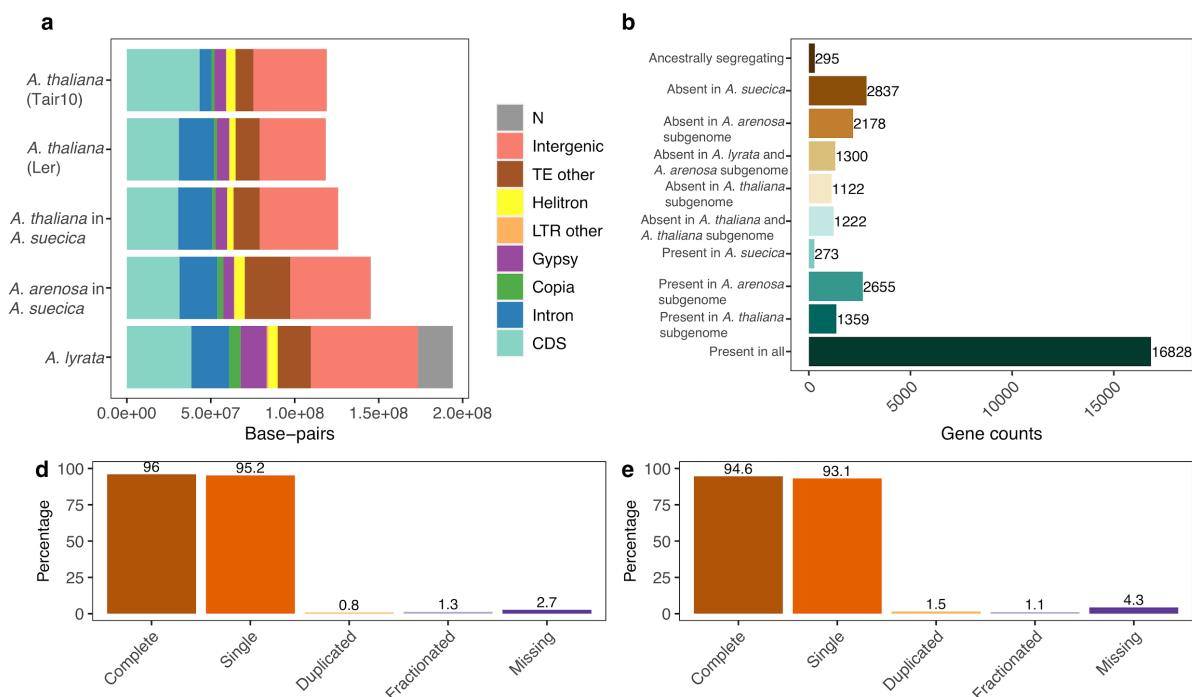 a
A. thaliana
(Tair10)
A. thaliana
(Ler)
A. thaliana in
A. suecica
A. arenosa in
A. suecica
A. lyrata
0.0e+00
5.0e+07
1.0e+08
1.5e+08
2.0e+08
Base−pairs
N
Intergenic
TE other
Helitron
LTR other
Gypsy
Copia
Intron
CDS
b
Ancestrally segregating
295
Absent in A. suecica
2837
Absent in A. arenosa
subgenome
2178
Absent in A. lyrata and
A. arenosa subgenome
1300
Absent in A. thaliana
subgenome
1122
Absent in A. thaliana and
A. thaliana subgenome
1222
Present in A. suecica
273
Present in A. arenosa
subgenome
2655
Present in A. thaliana
subgenome
1359
Present in all
16828
0
5000
10000
15000
Gene counts
d
Percentage
100
75
50
25
0
96
95.2
0.8
1.3
2.7
Complete
Single
Duplicated
Fractionated
Missing
e
Percentage
100
75
50
25
0
94.6
93.1
1.5
1.1
4.3
Complete
Single
Duplicated
Fractionated
Missing